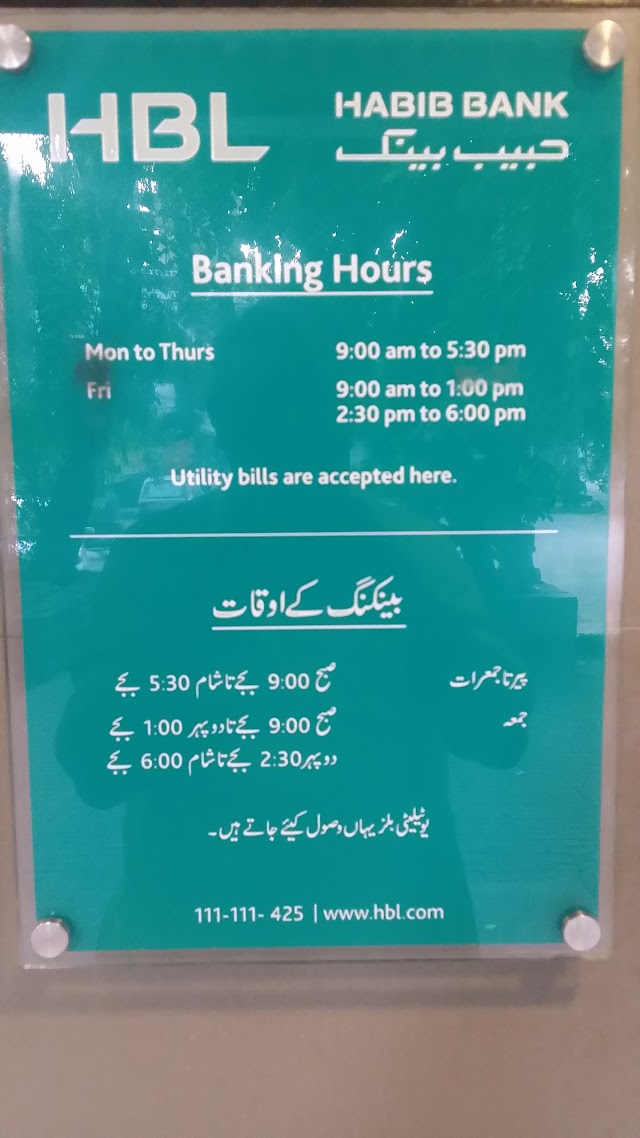 HBL
HABIB BANK
حبیب بینک
Banking Hours
Mon to Thurs 9:00 am to 5:30 pm
Fri 9:00 am to 1:00 pm
2:30 pm to 6:00 pm
Utility bills are accepted here.
بینکنگ کے اوقات
پیر تا جمعرات صبح 9:00 بجے تا شام 5:30 بجے
جمعہ صبح 9:00 بجے تا دوپہر 1:00 بجے
دوپہر 2:30 بجے تا شام 6:00 بجے
یوٹیلیٹی بلز یہاں وصول کیئے جاتے ہیں۔
111-111- 425 | www.hbl.com